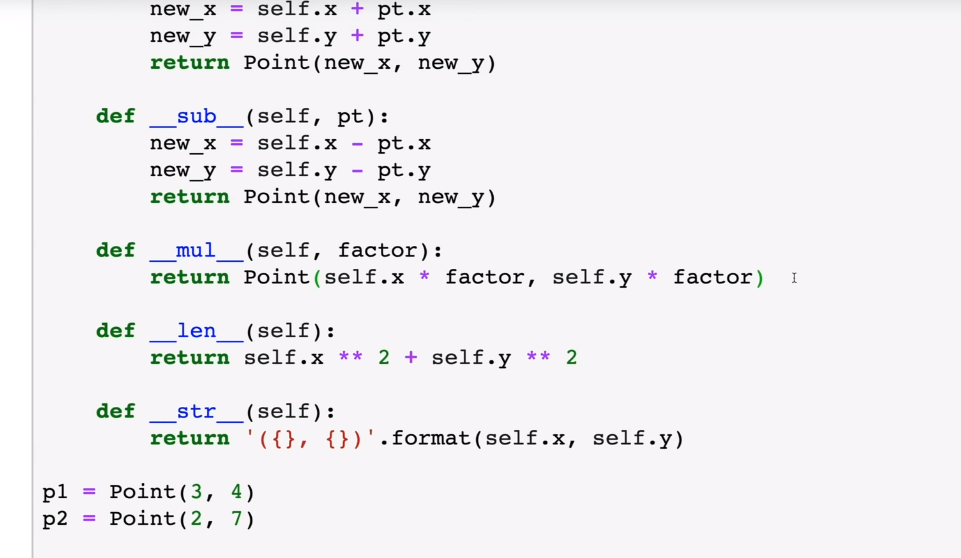 new_x = self.x + pt.x
new_y = self.y + pt.y
return Point(new_x, new_y)
def __sub__(self, pt):
new_x = self.x - pt.x
new_y = self.y - pt.y
return Point(new_x, new_y)
def __mul__(self, factor):
return Point(self.x * factor, self.y * factor)
def __len__(self):
return self.x ** 2 + self.y ** 2
def __str__(self):
return '({}, {})'.format(self.x, self.y)
p1 = Point(3, 4)
p2 = Point(2, 7)